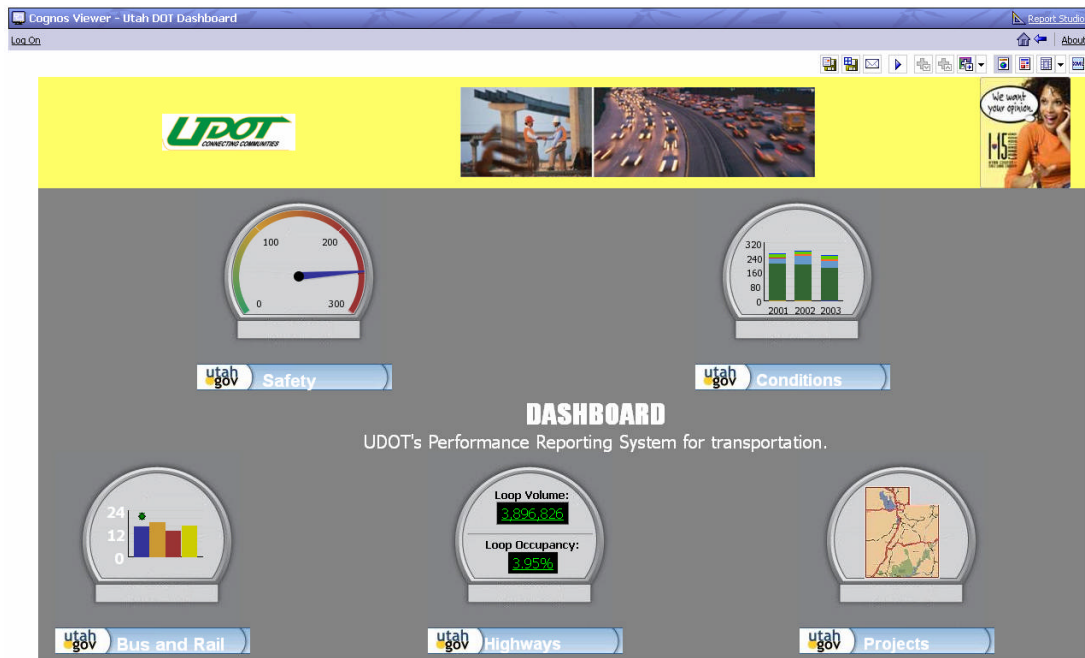 Cognos Viewer - Utah DOT Dashboard
Report Studio
Log On
About
UDOT
CONNECTING COMMUNITIES
We want
your opinion
I-15
100
200
0
300
320
240
160
80
0
2001 2002 2003
utah
gov
Safety
utah
gov
Conditions
DASHBOARD
UDOT's Performance Reporting System for transportation.
24
12
0
Loop Volume:
3,896,826
Loop Occupancy:
3.95%
utah
gov
Bus and Rail
utah
gov
Highways
utah
gov
Projects